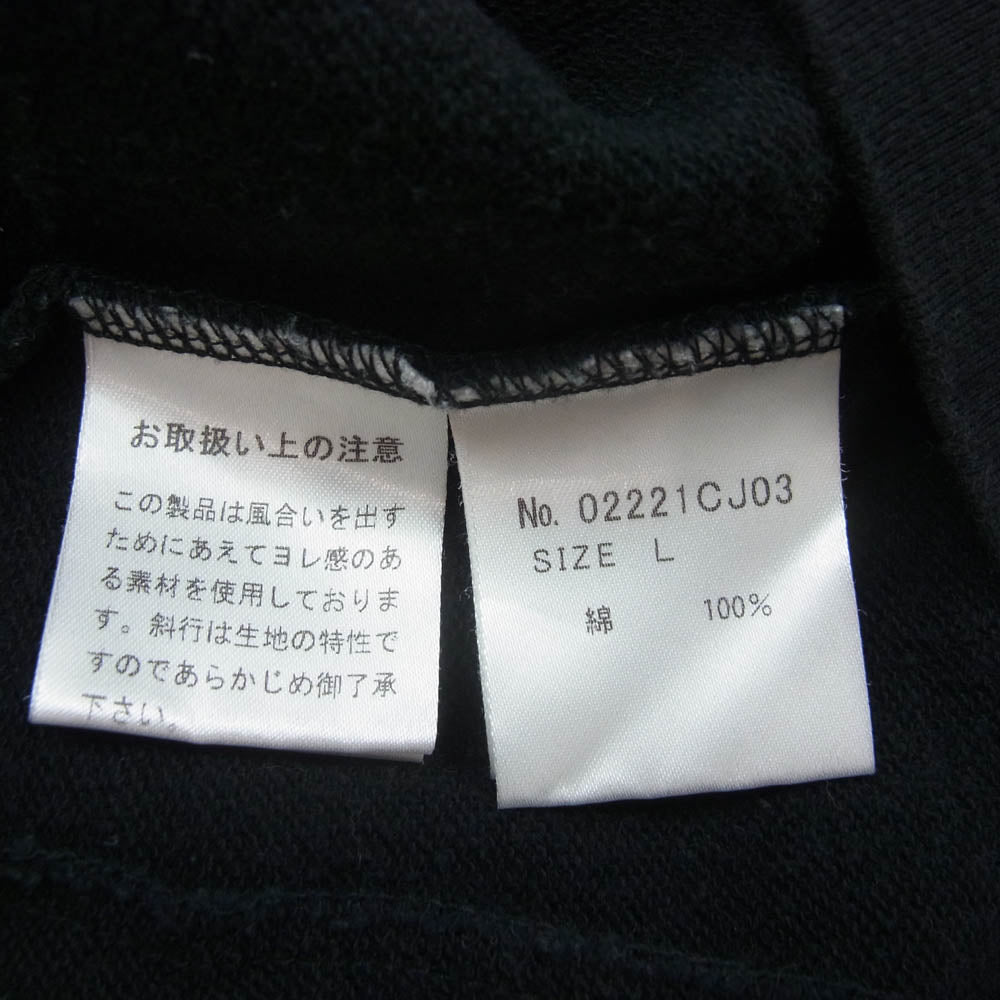 お取扱い上の注意
この製品は風合いを出す
ためにあえてヨレ感のあ
る素材を使用しておりま
す。斜行は生地の特性で
すのであらかじめ御了承
下さい。
No. 02221CJ03
SIZE L
綿 100%